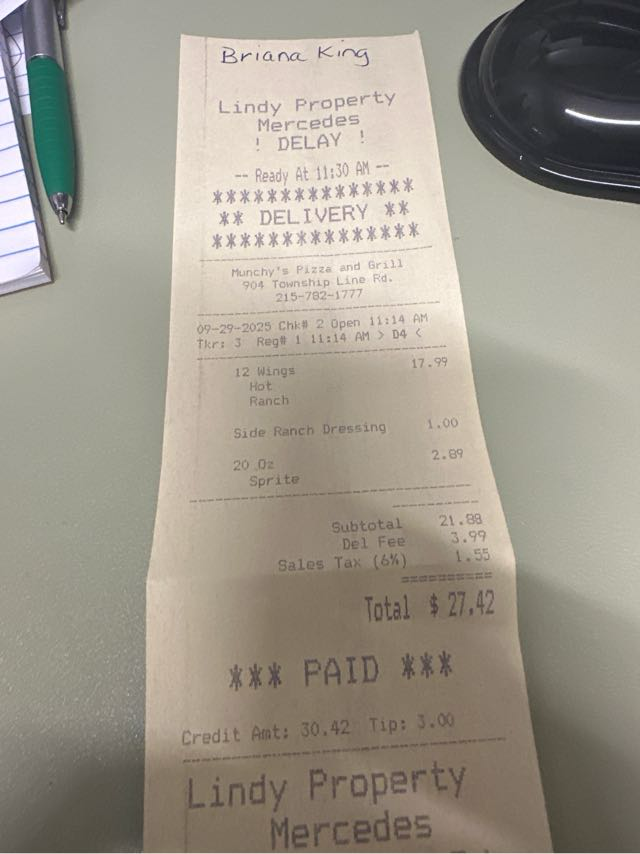 Briana King
Lindy Property
Mercedes
! DELAY !
-- Ready At 11:30 AM --
**************
** DELIVERY **
**************
Munchy's Pizza and Grill
904 Township Line Rd.
215-782-1777
09-29-2025 Chk# 2 Open 11:14 AM
Tkr: 3 Reg# 1 11:14 AM > D4 <
12 Wings 17.99
Hot
Ranch
Side Ranch Dressing 1.00
20 Oz 2.89
Sprite
Subtotal 21.88
Del Fee 3.99
Sales Tax (6%) 1.55
==========
Total $ 27.42
*** PAID ***
Credit Amt: 30.42 Tip: 3.00
Lindy Property
Mercedes